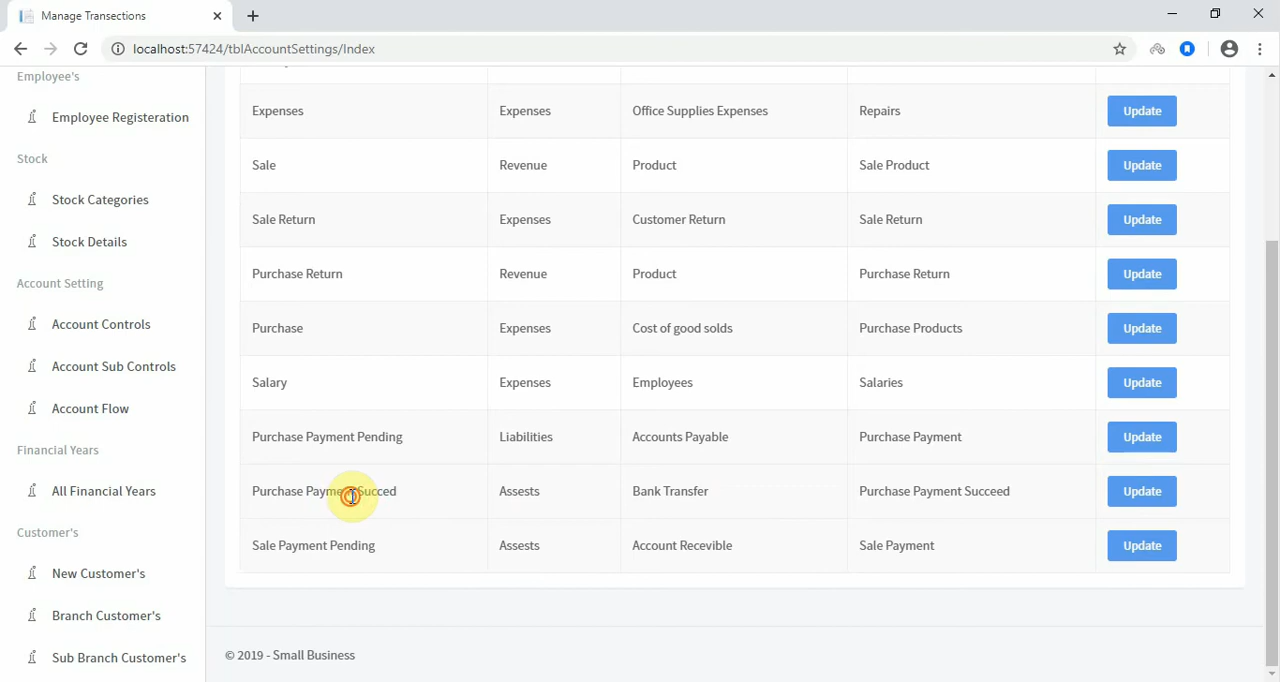 Manage Transections
localhost:57424/tblAccountSettings/Index
Employee's
Employee Registeration
Stock
Stock Categories
Stock Details
Account Setting
Account Controls
Account Sub Controls
Account Flow
Financial Years
All Financial Years
Customer's
New Customer's
Branch Customer's
Sub Branch Customer's
Expenses Expenses Office Supplies Expenses Repairs Update
Sale Revenue Product Sale Product Update
Sale Return Expenses Customer Return Sale Return Update
Purchase Return Revenue Product Purchase Return Update
Purchase Expenses Cost of good solds Purchase Products Update
Salary Expenses Employees Salaries Update
Purchase Payment Pending Liabilities Accounts Payable Purchase Payment Update
Purchase Payment Succed Assests Bank Transfer Purchase Payment Succeed Update
Sale Payment Pending Assests Account Recevible Sale Payment Update
© 2019 - Small Business